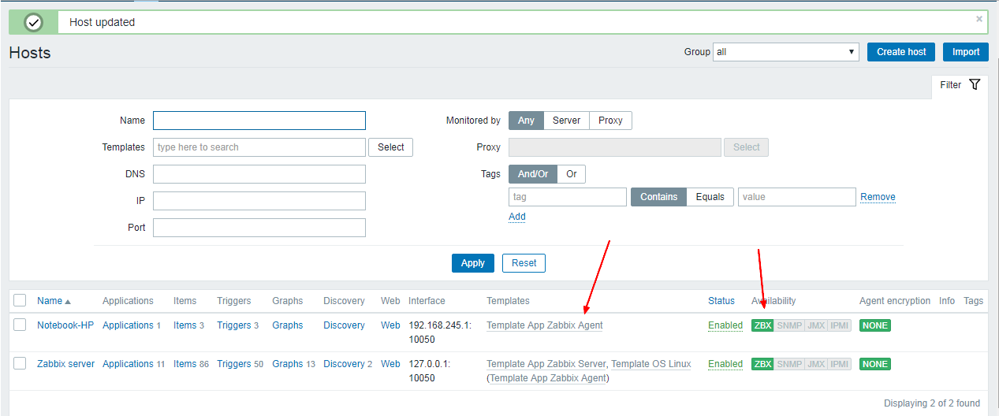 Host updated
×
Hosts
Group all Create host Import
Filter
Name Monitored by Any Server Proxy
Templates type here to search Select Proxy Select
DNS Tags And/Or Or
IP tag Contains Equals value Remove
Add
Port
Apply Reset
Name Applications Items Triggers Graphs Discovery Web Interface Templates Status Availability Agent encryption Info Tags
Notebook-HP Applications 1 Items 3 Triggers 3 Graphs Discovery Web 192.168.245.1: Template App Zabbix Agent Enabled ZBX SNMP JMX IPMI NONE
10050
Zabbix server Applications 11 Items 86 Triggers 50 Graphs 13 Discovery 2 Web 127.0.0.1: Template App Zabbix Server, Template OS Linux Enabled ZBX SNMP JMX IPMI NONE
10050 (Template App Zabbix Agent)
Displaying 2 of 2 found